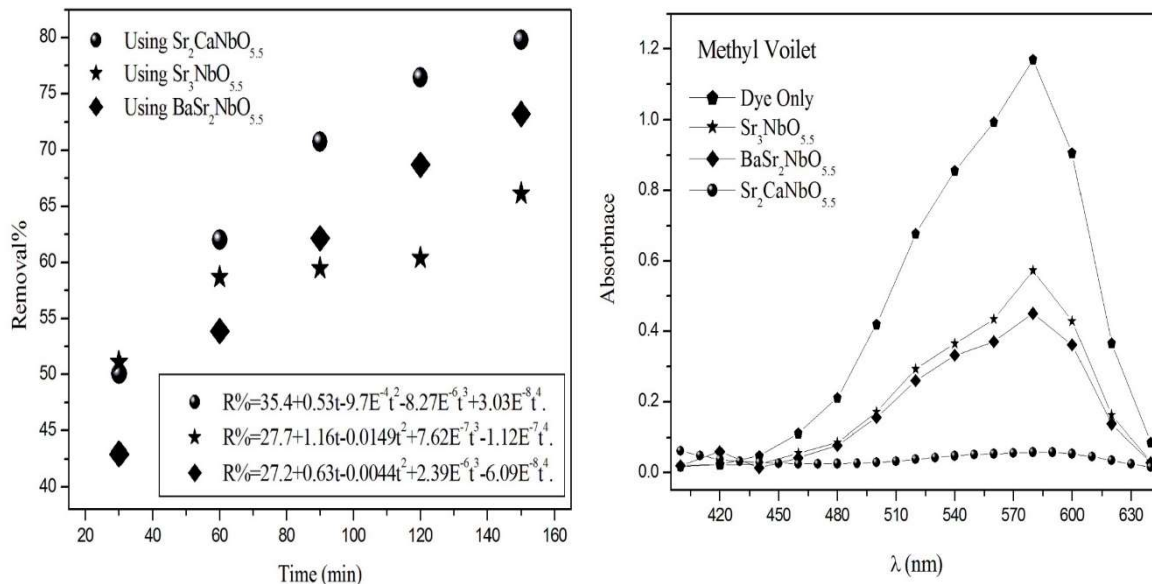 80
75
70
65
60
55
50
45
40
Removal%
Using Sr₂CaNbO₅.₅
Using Sr₃NbO₅.₅
Using BaSr₂NbO₅.₅
R%=35.4+0.53t-9.7E⁻⁴t²-8.27E⁻⁶t³+3.03E⁻⁸t⁴.
R%=27.7+1.16t-0.0149t²+7.62E⁻⁷t³-1.12E⁻⁷t⁴.
R%=27.2+0.63t-0.0044t²+2.39E⁻⁶t³-6.09E⁻⁸t⁴.
20 40 60 80 100 120 140 160
Time (min)
1.2
1.0
0.8
0.6
0.4
0.2
0.0
Absorbnace
Methyl Voilet
Dye Only
Sr₃NbO₅.₅
BaSr₂NbO₅.₅
Sr₂CaNbO₅.₅
420 450 480 510 540 570 600 630
λ (nm)